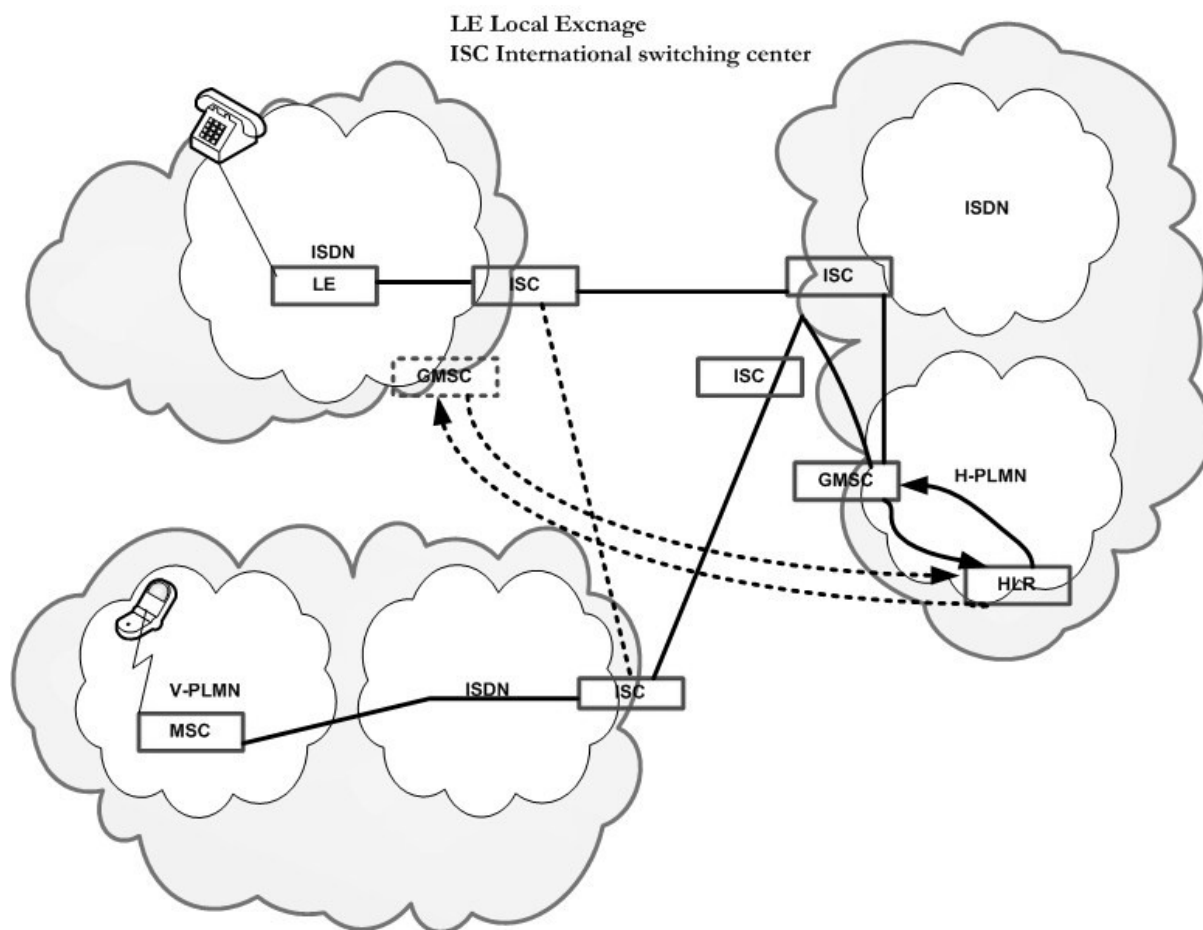 LE Local Excnage
ISC International switching center
ISDN
ISDN
LE
ISC
ISC
GMSC
ISC
GMSC
H-PLMN
HLR
V-PLMN
ISDN
ISC
MSC